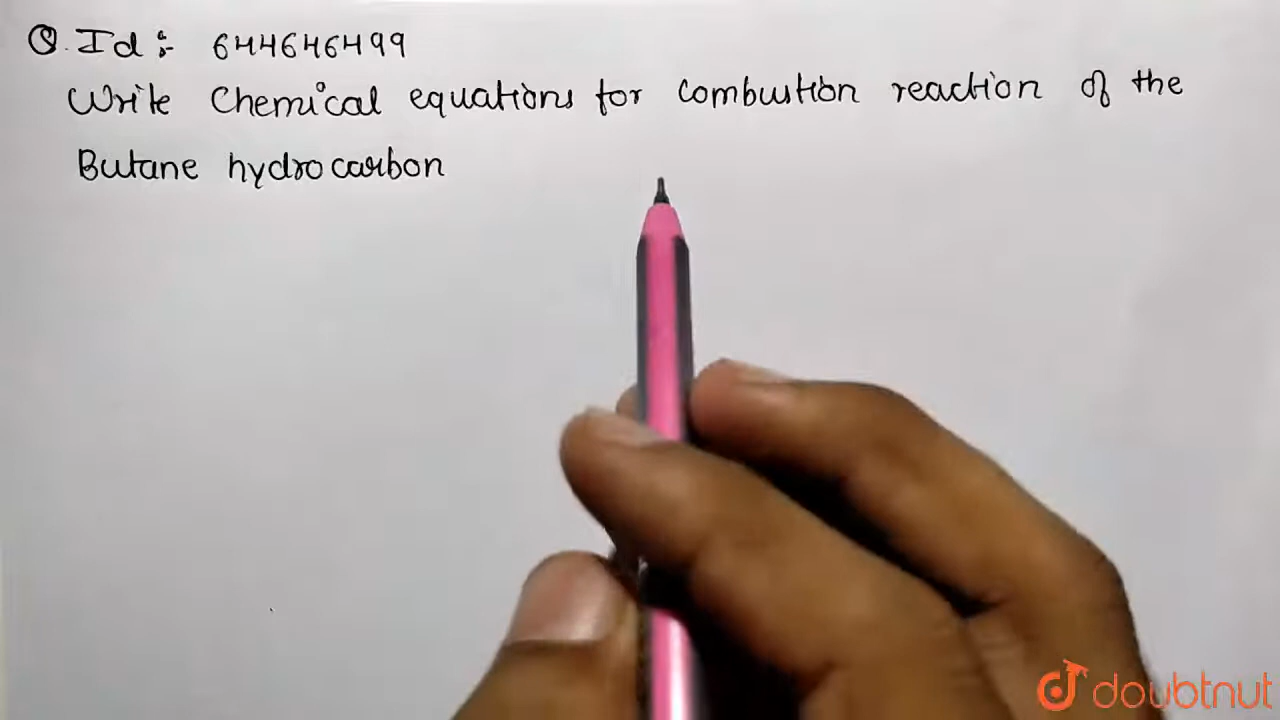 Q. Id :- 644646499
Write Chemical equations for combustion reaction of the
Butane hydrocarbon
doubtnut